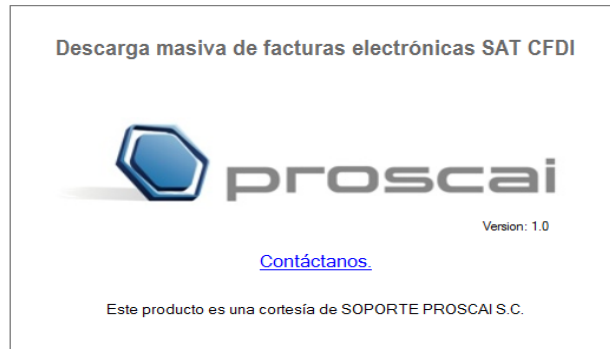 Descarga masiva de facturas electrónicas SAT CFDI
proscai
Version: 1.0
Contáctanos.
Este producto es una cortesía de SOPORTE PROSCAI S.C.